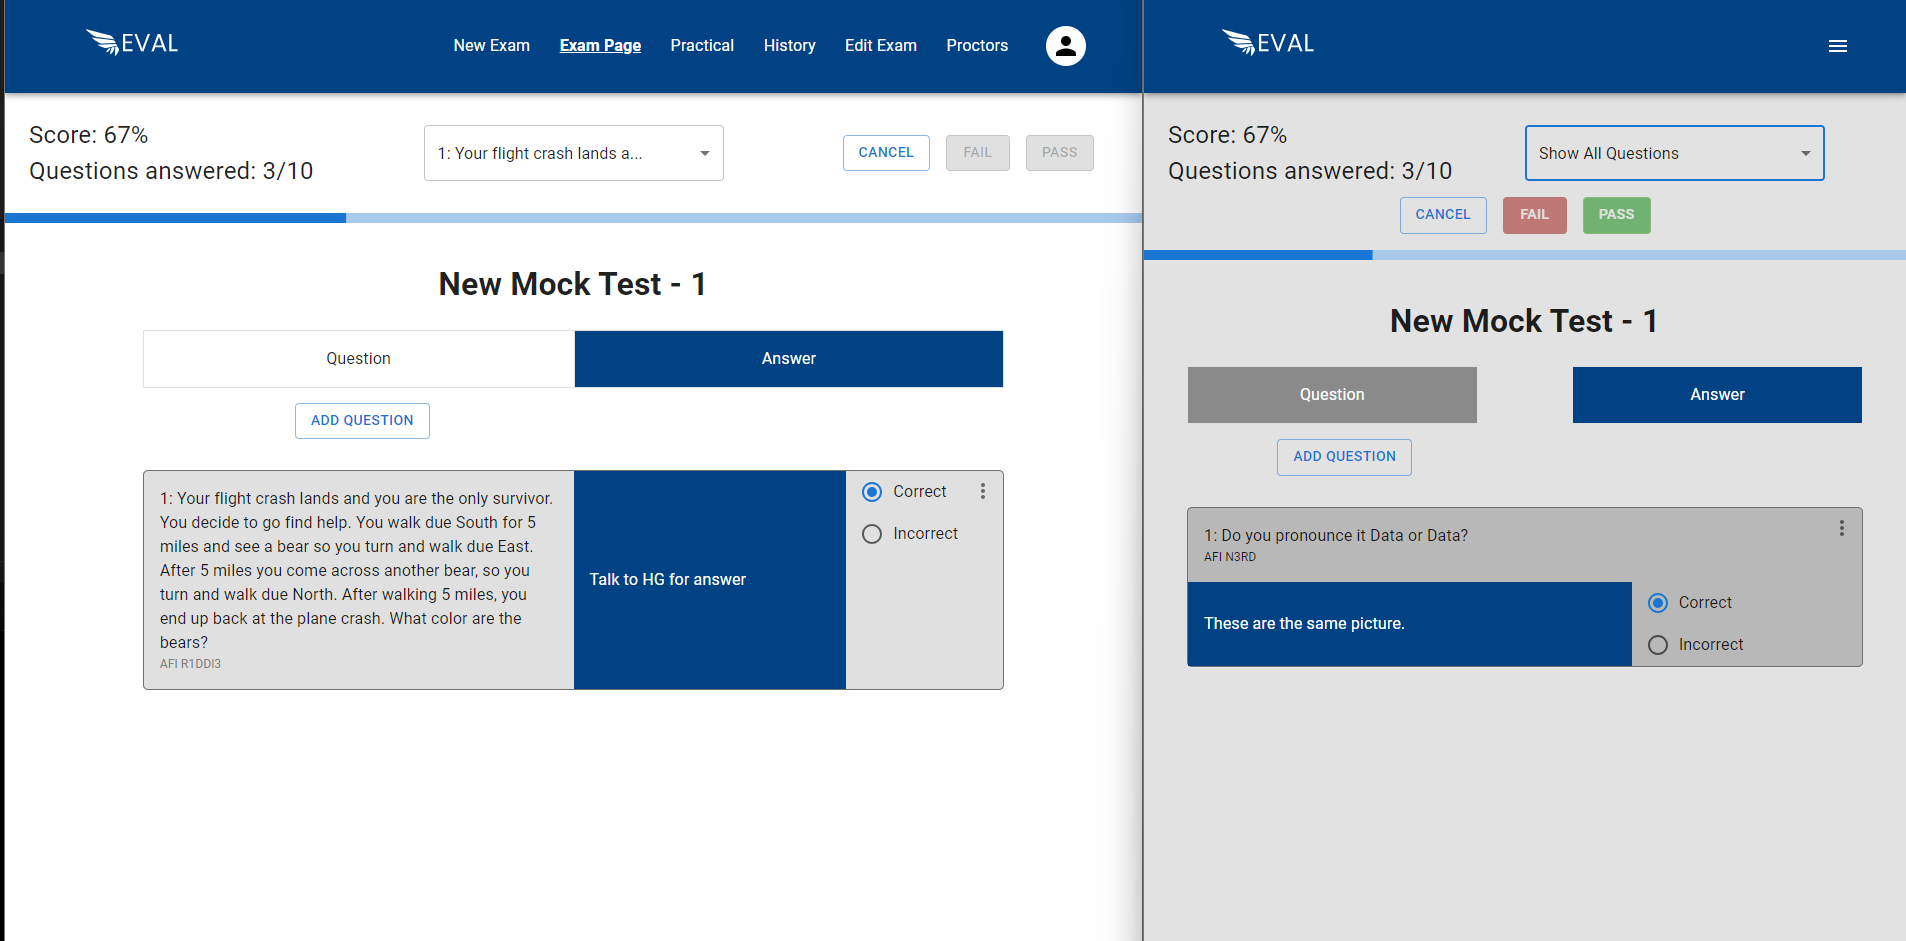 EVAL
New Exam Exam Page Practical History Edit Exam Proctors
Score: 67%
Questions answered: 3/10
1: Your flight crash lands a...
CANCEL FAIL PASS
New Mock Test - 1
Question Answer
ADD QUESTION
1: Your flight crash lands and you are the only survivor.
You decide to go find help. You walk due South for 5
miles and see a bear so you turn and walk due East.
After 5 miles you come across another bear, so you
turn and walk due North. After walking 5 miles, you
end up back at the plane crash. What color are the
bears?
AFI R1DDI3
Talk to HG for answer
Correct
Incorrect
EVAL
Score: 67%
Questions answered: 3/10
Show All Questions
CANCEL FAIL PASS
New Mock Test - 1
Question Answer
ADD QUESTION
1: Do you pronounce it Data or Data?
AFI N3RD
These are the same picture.
Correct
Incorrect